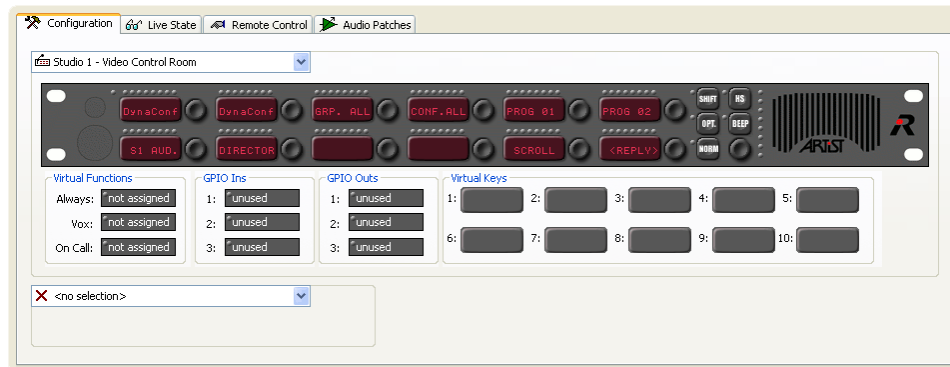 Configuration Live State Remote Control Audio Patches
Studio 1 - Video Control Room
DynaConf DynaConf GRP. ALL CONF.ALL PROG 01 PROG 02 SHIFT HS
OPT. BEEP
S1 AUD. DIRECTOR SCROLL <REPLY> NORM ARTIST R
Virtual Functions GPIO Ins GPIO Outs Virtual Keys
Always: not assigned 1: unused 1: unused 1: 2: 3: 4: 5:
Vox: not assigned 2: unused 2: unused
On Call: not assigned 3: unused 3: unused 6: 7: 8: 9: 10:
<no selection>